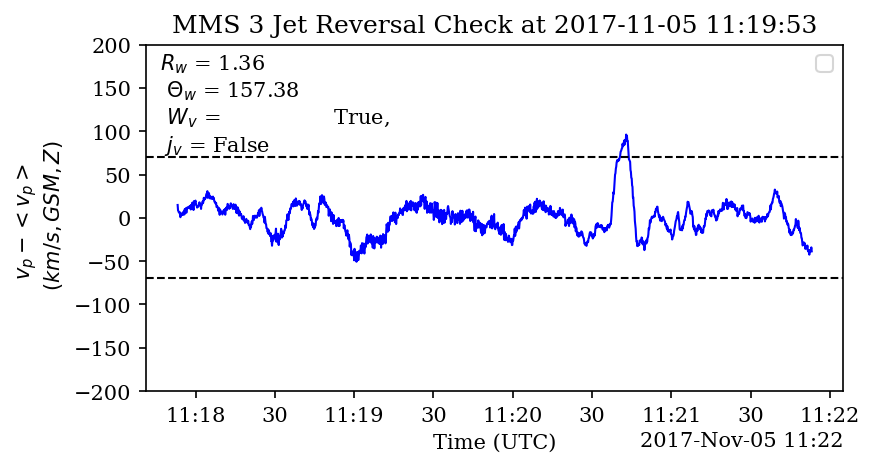 MMS 3 Jet Reversal Check at 2017-11-05 11:19:53
R_w = 1.36
Θ_w = 157.38
W_v = True,
j_v = False
v_p − < v_p >
(km/s, GSM, Z)
200
150
100
50
0
−50
−100
−150
−200
11:18 30 11:19 30 11:20 30 11:21 30 11:22
Time (UTC)
2017-Nov-05 11:22